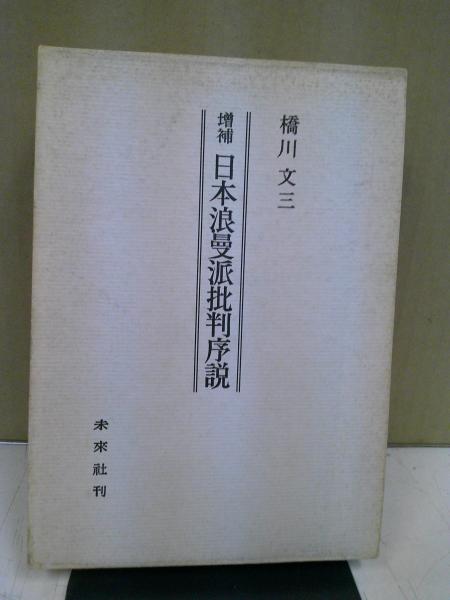 橋川文三
増補 日本浪曼派批判序説
未來社刊